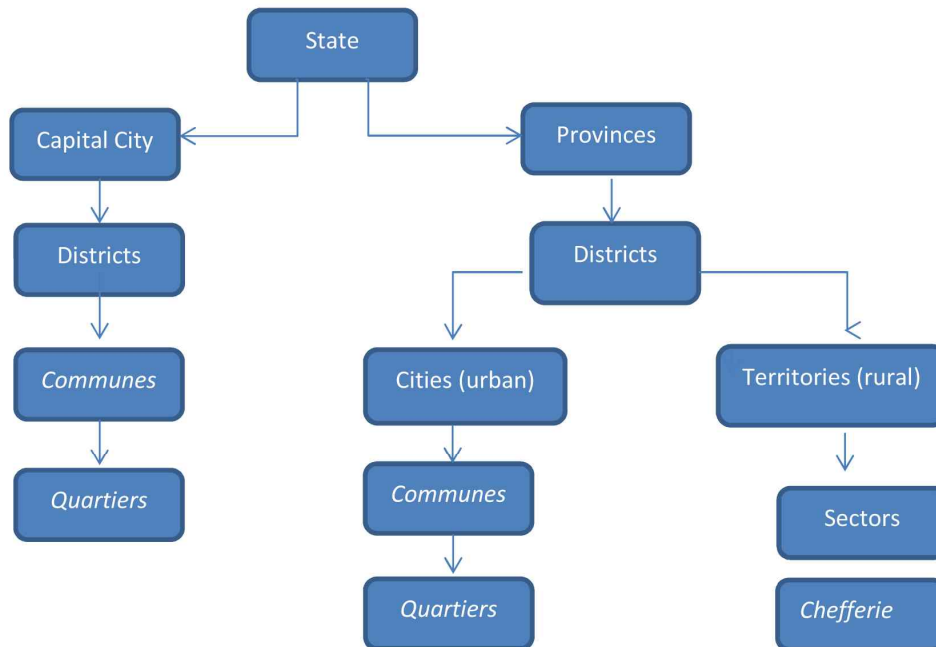 State
Capital City
Provinces
Districts
Districts
Communes
Cities (urban)
Territories (rural)
Quartiers
Communes
Sectors
Quartiers
Chefferie